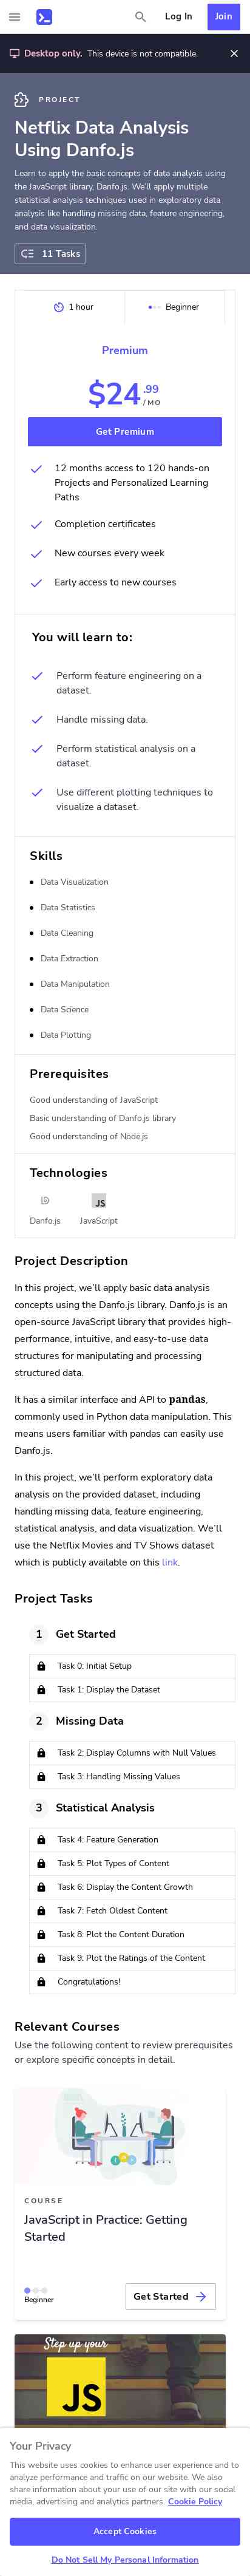 Log In
Join
Desktop only. This device is not compatible.
PROJECT
Netflix Data Analysis
Using Danfo.js
Learn to apply the basic concepts of data analysis using
the JavaScript library, Danfo.js. We'll apply multiple
statistical analysis techniques used in exploratory data
analysis like handling missing data, feature engineering,
and data visualization.
11 Tasks
1 hour
Beginner
Premium
$24.99
/ MO
Get Premium
12 months access to 120 hands-on
Projects and Personalized Learning
Paths
Completion certificates
New courses every week
Early access to new courses
You will learn to:
Perform feature engineering on a
dataset.
Handle missing data.
Perform statistical analysis on a
dataset.
Use different plotting techniques to
visualize a dataset.
Skills
Data Visualization
Data Statistics
Data Cleaning
Data Extraction
Data Manipulation
Data Science
Data Plotting
Prerequisites
Good understanding of JavaScript
Basic understanding of Danfo.js library
Good understanding of Node.js
Technologies
JS
Danfo.js
JavaScript
Project Description
In this project, we'll apply basic data analysis
concepts using the Danfo.js library. Danfo.js is an
open-source JavaScript library that provides high-
performance, intuitive, and easy-to-use data
structures for manipulating and processing
structured data.
It has a similar interface and API to pandas,
commonly used in Python data manipulation. This
means users familiar with pandas can easily use
Danfo.js.
In this project, we'll perform exploratory data
analysis on the provided dataset, including
handling missing data, feature engineering,
statistical analysis, and data visualization. We'll
use the Netflix Movies and TV Shows dataset
which is publicly available on this link.
Project Tasks
1 Get Started
Task 0: Initial Setup
Task 1: Display the Dataset
2 Missing Data
Task 2: Display Columns with Null Values
Task 3: Handling Missing Values
3 Statistical Analysis
Task 4: Feature Generation
Task 5: Plot Types of Content
Task 6: Display the Content Growth
Task 7: Fetch Oldest Content
Task 8: Plot the Content Duration
Task 9: Plot the Ratings of the Content
Congratulations!
Relevant Courses
Use the following content to review prerequisites
or explore specific concepts in detail.
COURSE
JavaScript in Practice: Getting
Started
Beginner
Get Started
Step up your
JS
Your Privacy
This website uses cookies to enhance user experience and to
analyze performance and traffic on our website. We also
share information about your use of our site with our social
media, advertising and analytics partners. Cookie Policy
Accept Cookies
Do Not Sell My Personal Information